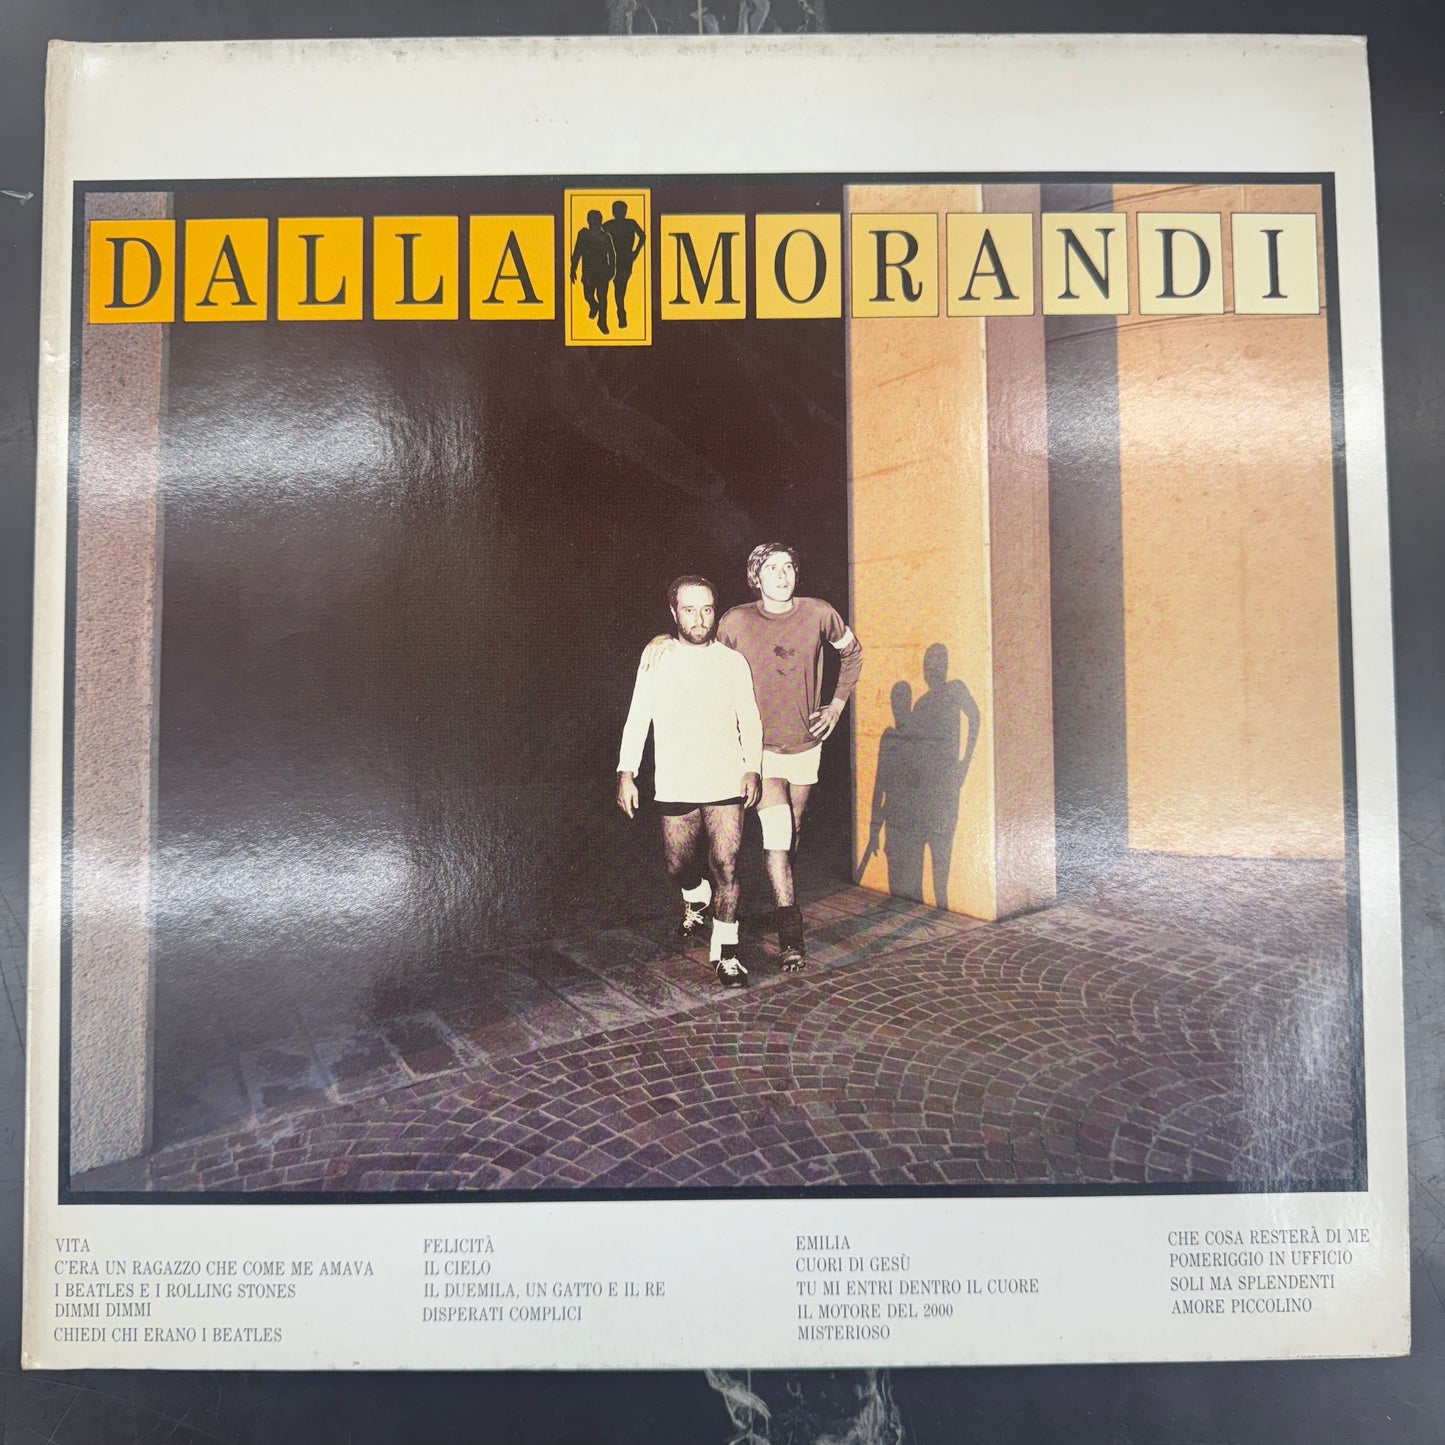 DALLA MORANDI
VITA
C'ERA UN RAGAZZO CHE COME ME AMAVA
I BEATLES E I ROLLING STONES
DIMMI DIMMI
CHIEDI CHI ERANO I BEATLES
FELICITÀ
IL CIELO
IL DUEMILA, UN GATTO E IL RE
DISPERATI COMPLICI
EMILIA
CUORI DI GESÙ
TU MI ENTRI DENTRO IL CUORE
IL MOTORE DEL 2000
MISTERIOSO
CHE COSA RESTERÀ DI ME
POMERIGGIO IN UFFICIO
SOLI MA SPLENDENTI
AMORE PICCOLINO